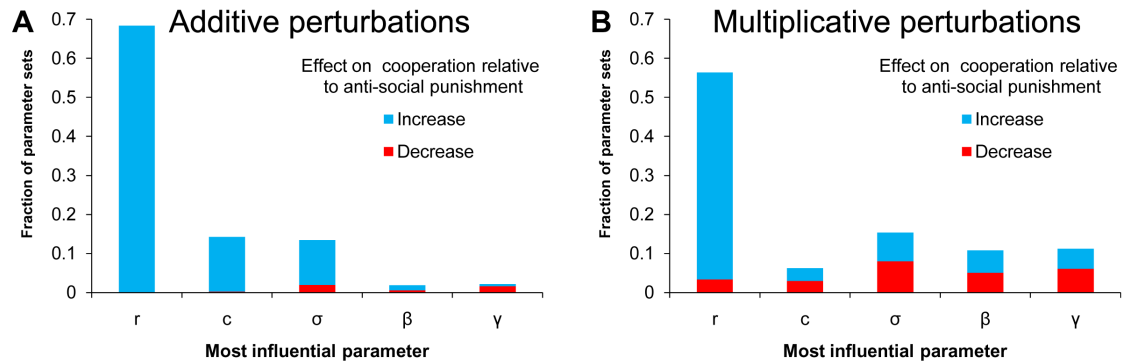 A
Additive perturbations
Fraction of parameter sets
0.7
0.6
0.5
0.4
0.3
0.2
0.1
0
Effect on cooperation relative
to anti-social punishment
Increase
Decrease
r c σ β γ
Most influential parameter
B
Multiplicative perturbations
Fraction of parameter sets
0.7
0.6
0.5
0.4
0.3
0.2
0.1
0
Effect on cooperation relative
to anti-social punishment
Increase
Decrease
r c σ β γ
Most influential parameter